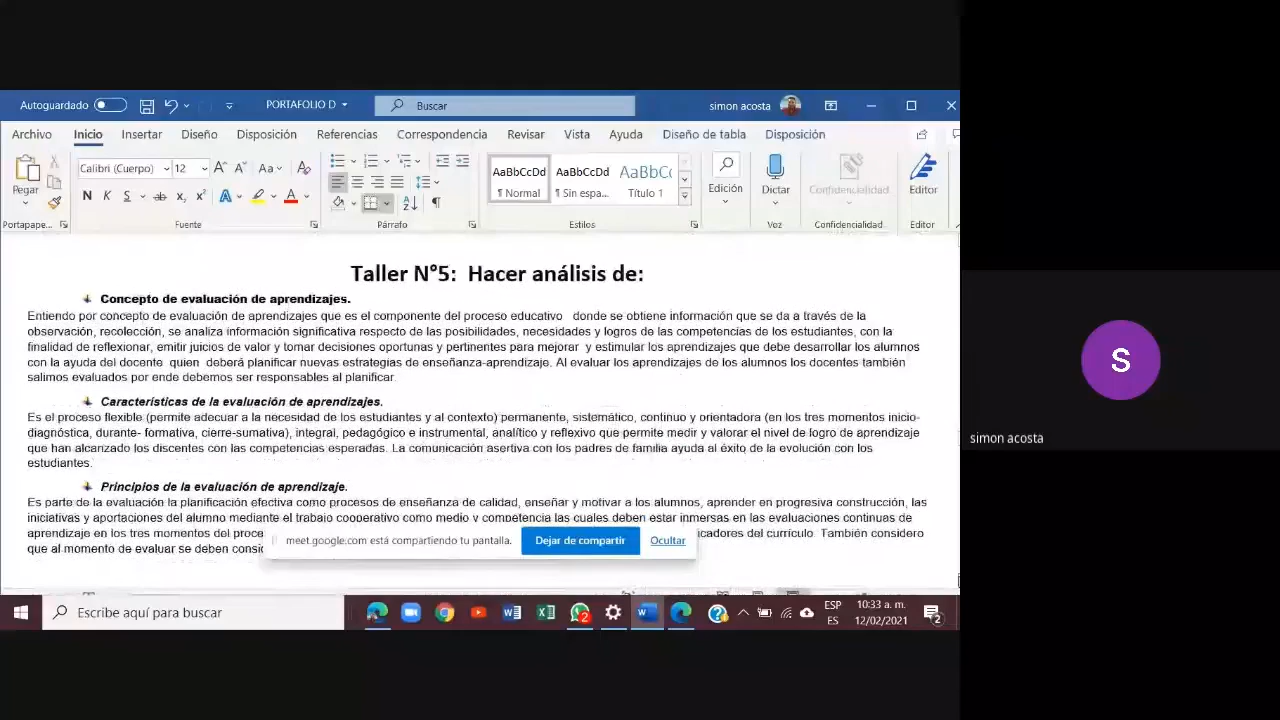 Autoguardado
PORTAFOLIO D
Buscar
simon acosta
Archivo Inicio Insertar Diseño Disposición Referencias Correspondencia Revisar Vista Ayuda Diseño de tabla Disposición
Calibri (Cuerpo) 12
Aa
AaBbCcDd AaBbCcDd AaBbC
Pegar
N K S ab x₂ x² A A
¶ Normal ¶ Sin espa... Título 1
Edición Dictar Confidencialidad Editor
Portapape... Fuente Párrafo Estilos Voz Confidencialidad Editor
Taller N°5: Hacer análisis de:
Concepto de evaluación de aprendizajes.
Entiendo por concepto de evaluación de aprendizajes que es el componente del proceso educativo donde se obtiene información que se da a través de la
observación, recolección, se analiza información significativa respecto de las posibilidades, necesidades y logros de las competencias de los estudiantes, con la
finalidad de reflexionar, emitir juicios de valor y tomar decisiones oportunas y pertinentes para mejorar y estimular los aprendizajes que debe desarrollar los alumnos
con la ayuda del docente quien deberá planificar nuevas estrategias de enseñanza-aprendizaje. Al evaluar los aprendizajes de los alumnos los docentes también
salimos evaluados por ende debemos ser responsables al planificar.
Características de la evaluación de aprendizajes.
Es el proceso flexible (permite adecuar a la necesidad de los estudiantes y al contexto) permanente, sistemático, continuo y orientadora (en los tres momentos inicio-
diagnóstica, durante- formativa, cierre-sumativa), integral, pedagógico e instrumental, analítico y reflexivo que permite medir y valorar el nivel de logro de aprendizaje
que han alcanzado los discentes con las competencias esperadas. La comunicación asertiva con los padres de familia ayuda al éxito de la evolución con los
estudiantes.
Principios de la evaluación de aprendizaje.
Es parte de la evaluación la planificación efectiva como procesos de enseñanza de calidad, enseñar y motivar a los alumnos, aprender en progresiva construcción, las
iniciativas y aportaciones del alumno mediante el trabajo cooperativo como medio y competencia las cuales deben estar inmersas en las evaluaciones continuas de
aprendizaje en los tres momentos del proce icadores del currículo. También considero
que al momento de evaluar se deben consi
meet.google.com está compartiendo tu pantalla. Dejar de compartir Ocultar
S
simon acosta
Escribe aquí para buscar
2
ESP
ES
10:33 a. m.
12/02/2021
2